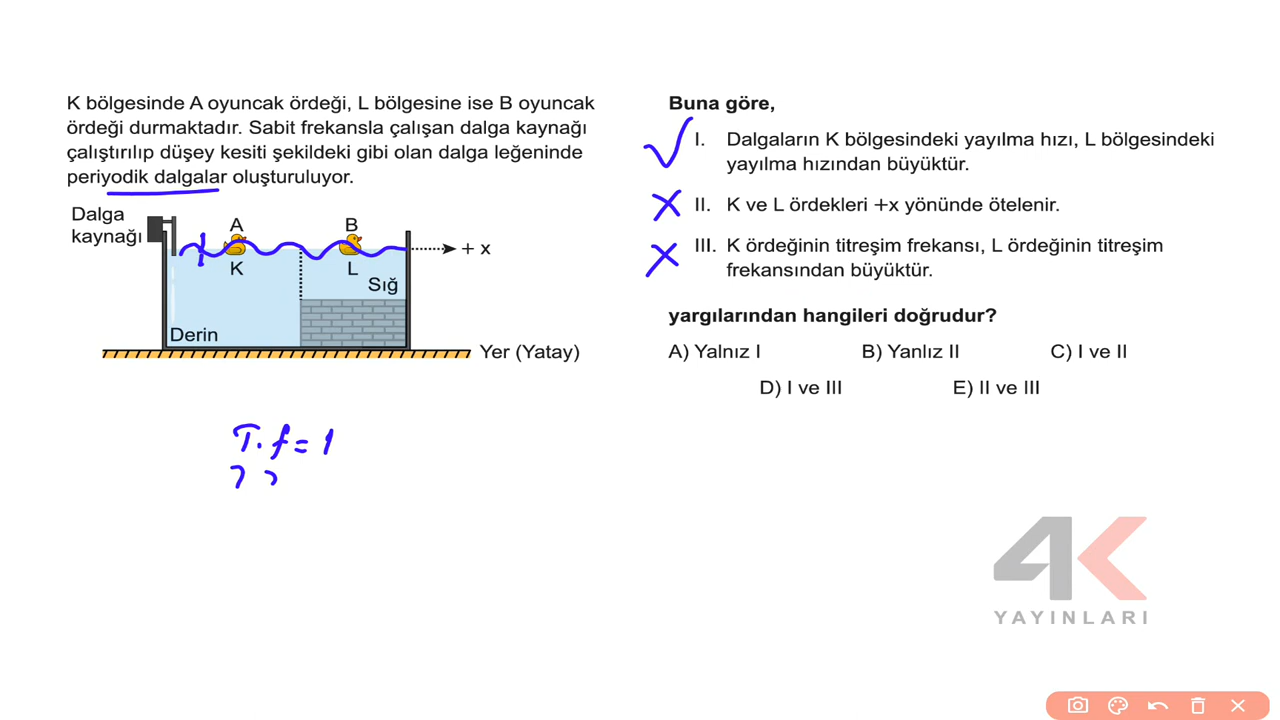 K bölgesinde A oyuncak ördeği, L bölgesine ise B oyuncak
ördeği durmaktadır. Sabit frekansla çalışan dalga kaynağı
çalıştırılıp düşey kesiti şekildeki gibi olan dalga leğeninde
periyodik dalgalar oluşturuluyor.
Dalga
kaynağı
A
B
+ x
K
L
Sığ
Derin
Yer (Yatay)
T. f = 1
Buna göre,
I. Dalgaların K bölgesindeki yayılma hızı, L bölgesindeki
yayılma hızından büyüktür.
II. K ve L ördekleri +x yönünde ötelenir.
III. K ördeğinin titreşim frekansı, L ördeğinin titreşim
frekansından büyüktür.
yargılarından hangileri doğrudur?
A) Yalnız I B) Yanlız II C) I ve II
D) I ve III E) II ve III
4K
YAYINLARI